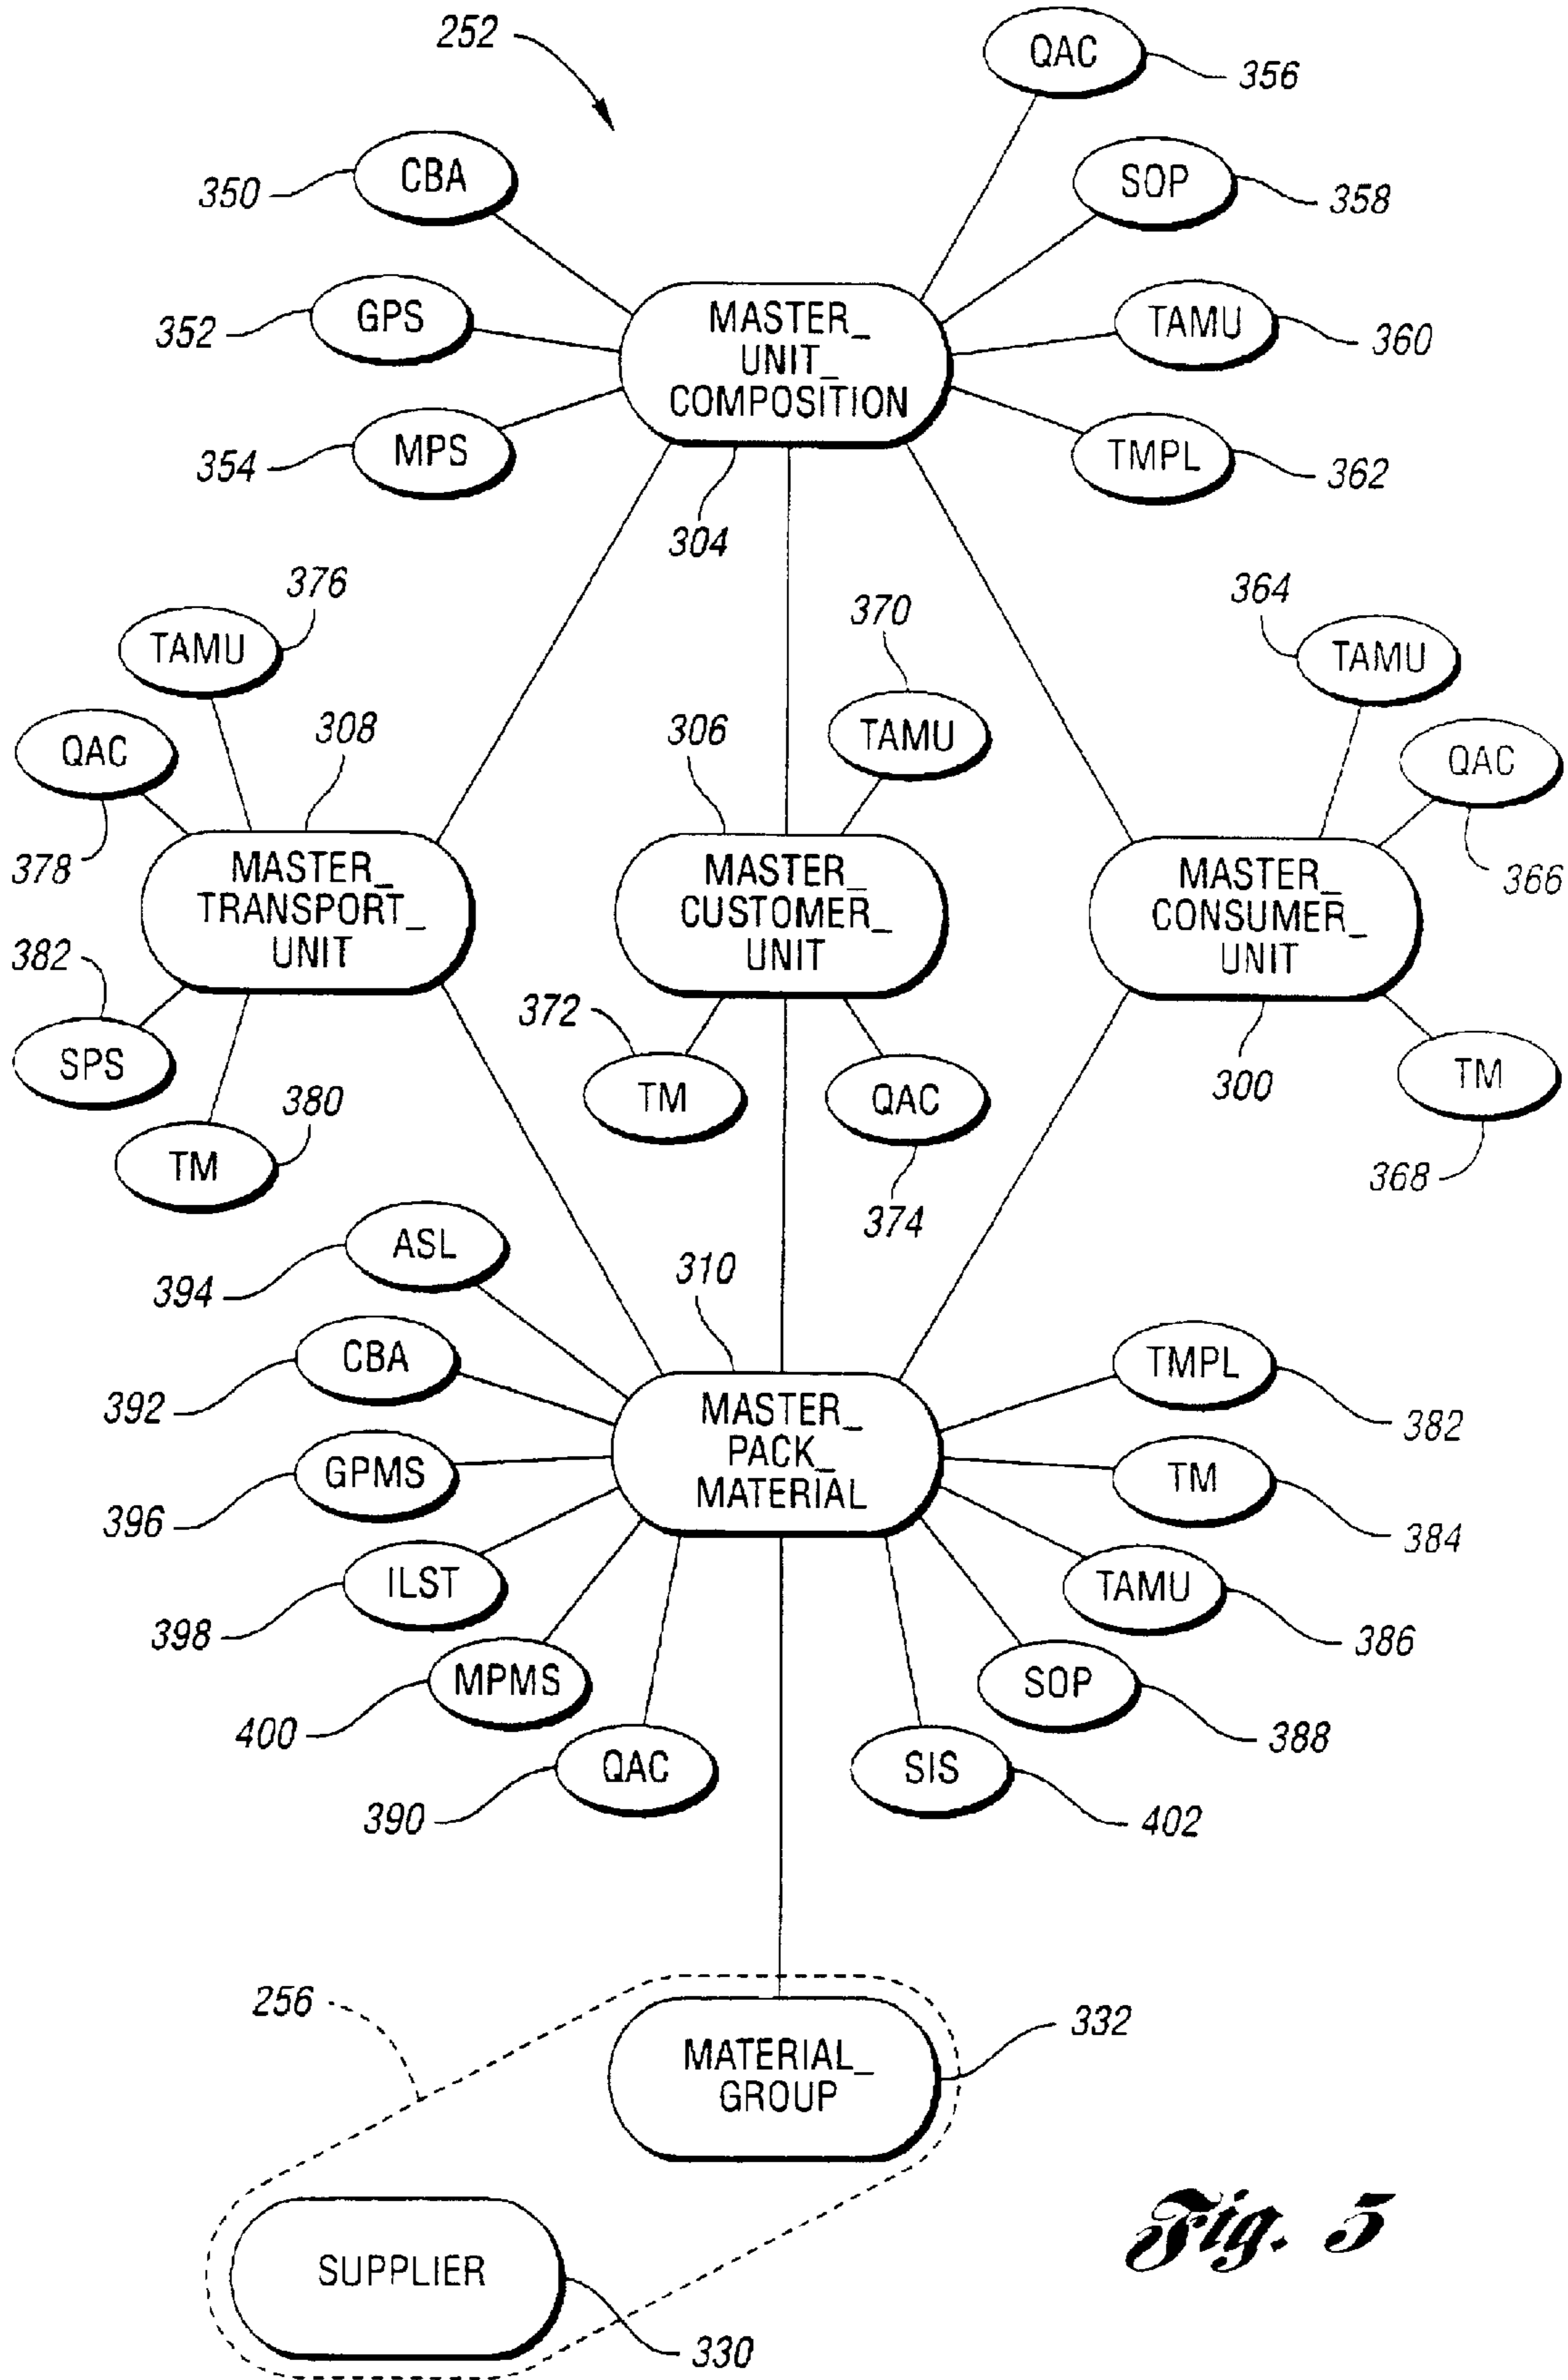 252
QAC
356
CBA
350
SOP
358
GPS
352
MASTER_
UNIT_
COMPOSITION
TAMU
360
MPS
354
TMPL
362
304
376
TAMU
370
TAMU
364
TAMU
QAC
378
308
306
QAC
366
MASTER_
TRANSPORT_
UNIT
MASTER_
CUSTOMER_
UNIT
MASTER_
CONSUMER_
UNIT
382
SPS
372
TM
QAC
374
300
TM
368
380
TM
ASL
394
310
CBA
392
TMPL
382
GPMS
396
MASTER_
PACK_
MATERIAL
TM
384
ILST
398
TAMU
386
MPMS
400
SOP
388
QAC
390
SIS
402
256
MATERIAL_
GROUP
332
SUPPLIER
330
Fig. 5